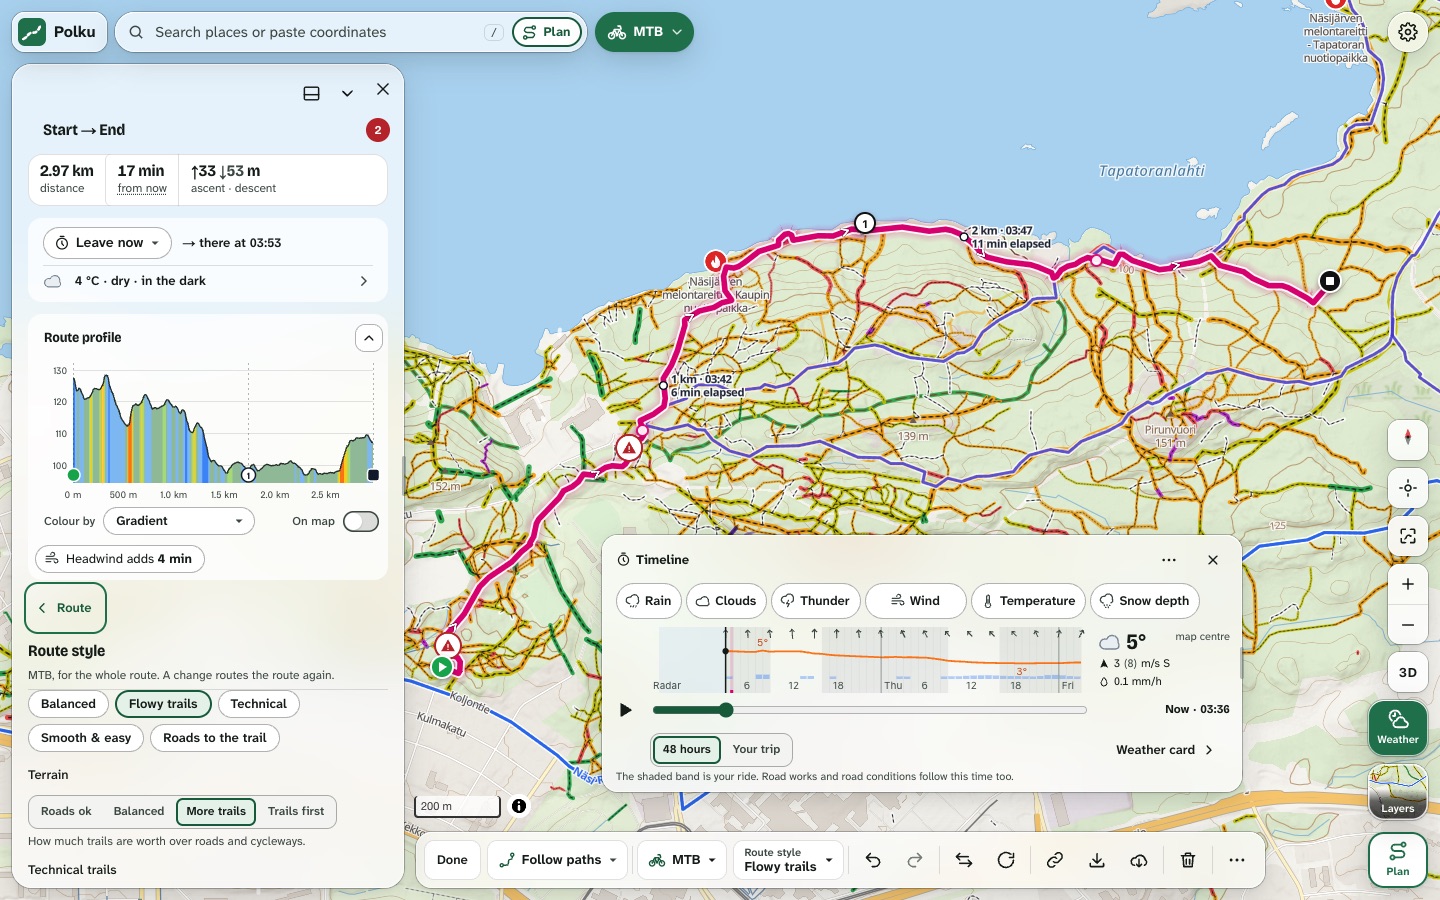 Polku
Search places or paste coordinates
/
Plan
MTB
Start → End
2
2.97 km
distance
17 min
from now
↑33 ↓53 m
ascent · descent
Leave now
→ there at 03:53
4 °C · dry · in the dark
Route profile
130
120
110
100
1
0 m
500 m
1.0 km
1.5 km
2.0 km
2.5 km
Colour by
Gradient
On map
Headwind adds 4 min
Route
Route style
MTB, for the whole route. A change routes the route again.
Balanced
Flowy trails
Technical
Smooth & easy
Roads to the trail
Terrain
Roads ok
Balanced
More trails
Trails first
How much trails are worth over roads and cycleways.
Technical trails
Näsijärven
melontareitti
- Tapatoran
nuotiopaikka
Tapatoranlahti
1
2 km · 03:47
11 min elapsed
100
1 km · 03:42
6 min elapsed
139 m
Pirunvuori
151 m
152 m
125
Koljontie
Kulmakatu
200 m
Timeline
Rain
Clouds
Thunder
Wind
Temperature
Snow depth
5°
3°
Radar
6
12
18
Thu
6
12
18
Fri
5°
map centre
3 (8) m/s S
0.1 mm/h
Now · 03:36
48 hours
Your trip
Weather card
The shaded band is your ride. Road works and road conditions follow this time too.
3D
Weather
Layers
Plan
Done
Follow paths
MTB
Route style
Flowy trails